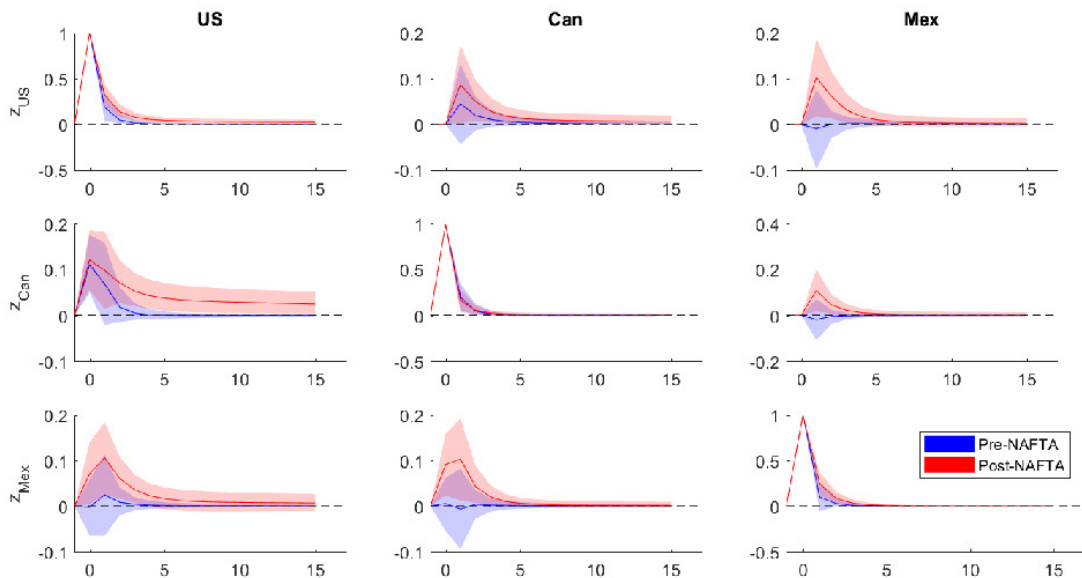 US Can Mex
1 0.2 0.2
0.5 0.1 0.1
z_US
0 0 0
-0.5 -0.1 -0.1
0 5 10 15 0 5 10 15 0 5 10 15
0.2 1 0.4
0.1 0.5 0.2
z_Can
0 0 0
-0.1 -0.5 -0.2
0 5 10 15 0 5 10 15 0 5 10 15
0.2 0.2 1
0.1 0.1 0.5
z_Mex
Pre-NAFTA
Post-NAFTA
0 0 0
-0.1 -0.1 -0.5
0 5 10 15 0 5 10 15 0 5 10 15